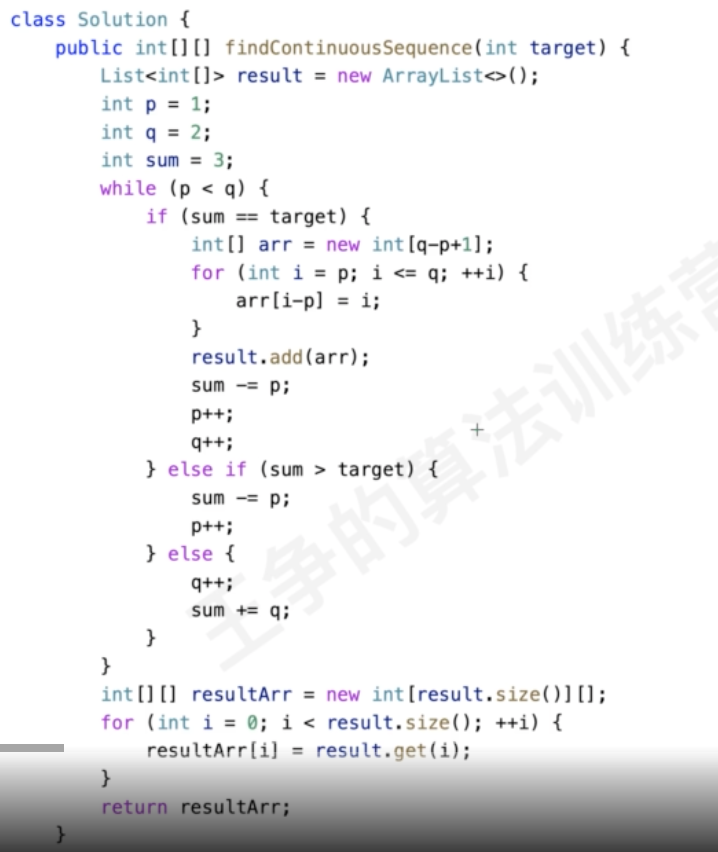 class Solution {
    public int[][] findContinuousSequence(int target) {
        List<int[]> result = new ArrayList<>();
        int p = 1;
        int q = 2;
        int sum = 3;
        while (p < q) {
            if (sum == target) {
                int[] arr = new int[q-p+1];
                for (int i = p; i <= q; ++i) {
                    arr[i-p] = i;
                }
                result.add(arr);
                sum -= p;
                p++;
                q++;
            } else if (sum > target) {
                sum -= p;
                p++;
            } else {
                q++;
                sum += q;
            }
        }
        int[][] resultArr = new int[result.size()][];
        for (int i = 0; i < result.size(); ++i) {
            resultArr[i] = result.get(i);
        }
        return resultArr;
    }
王争的算法训练营